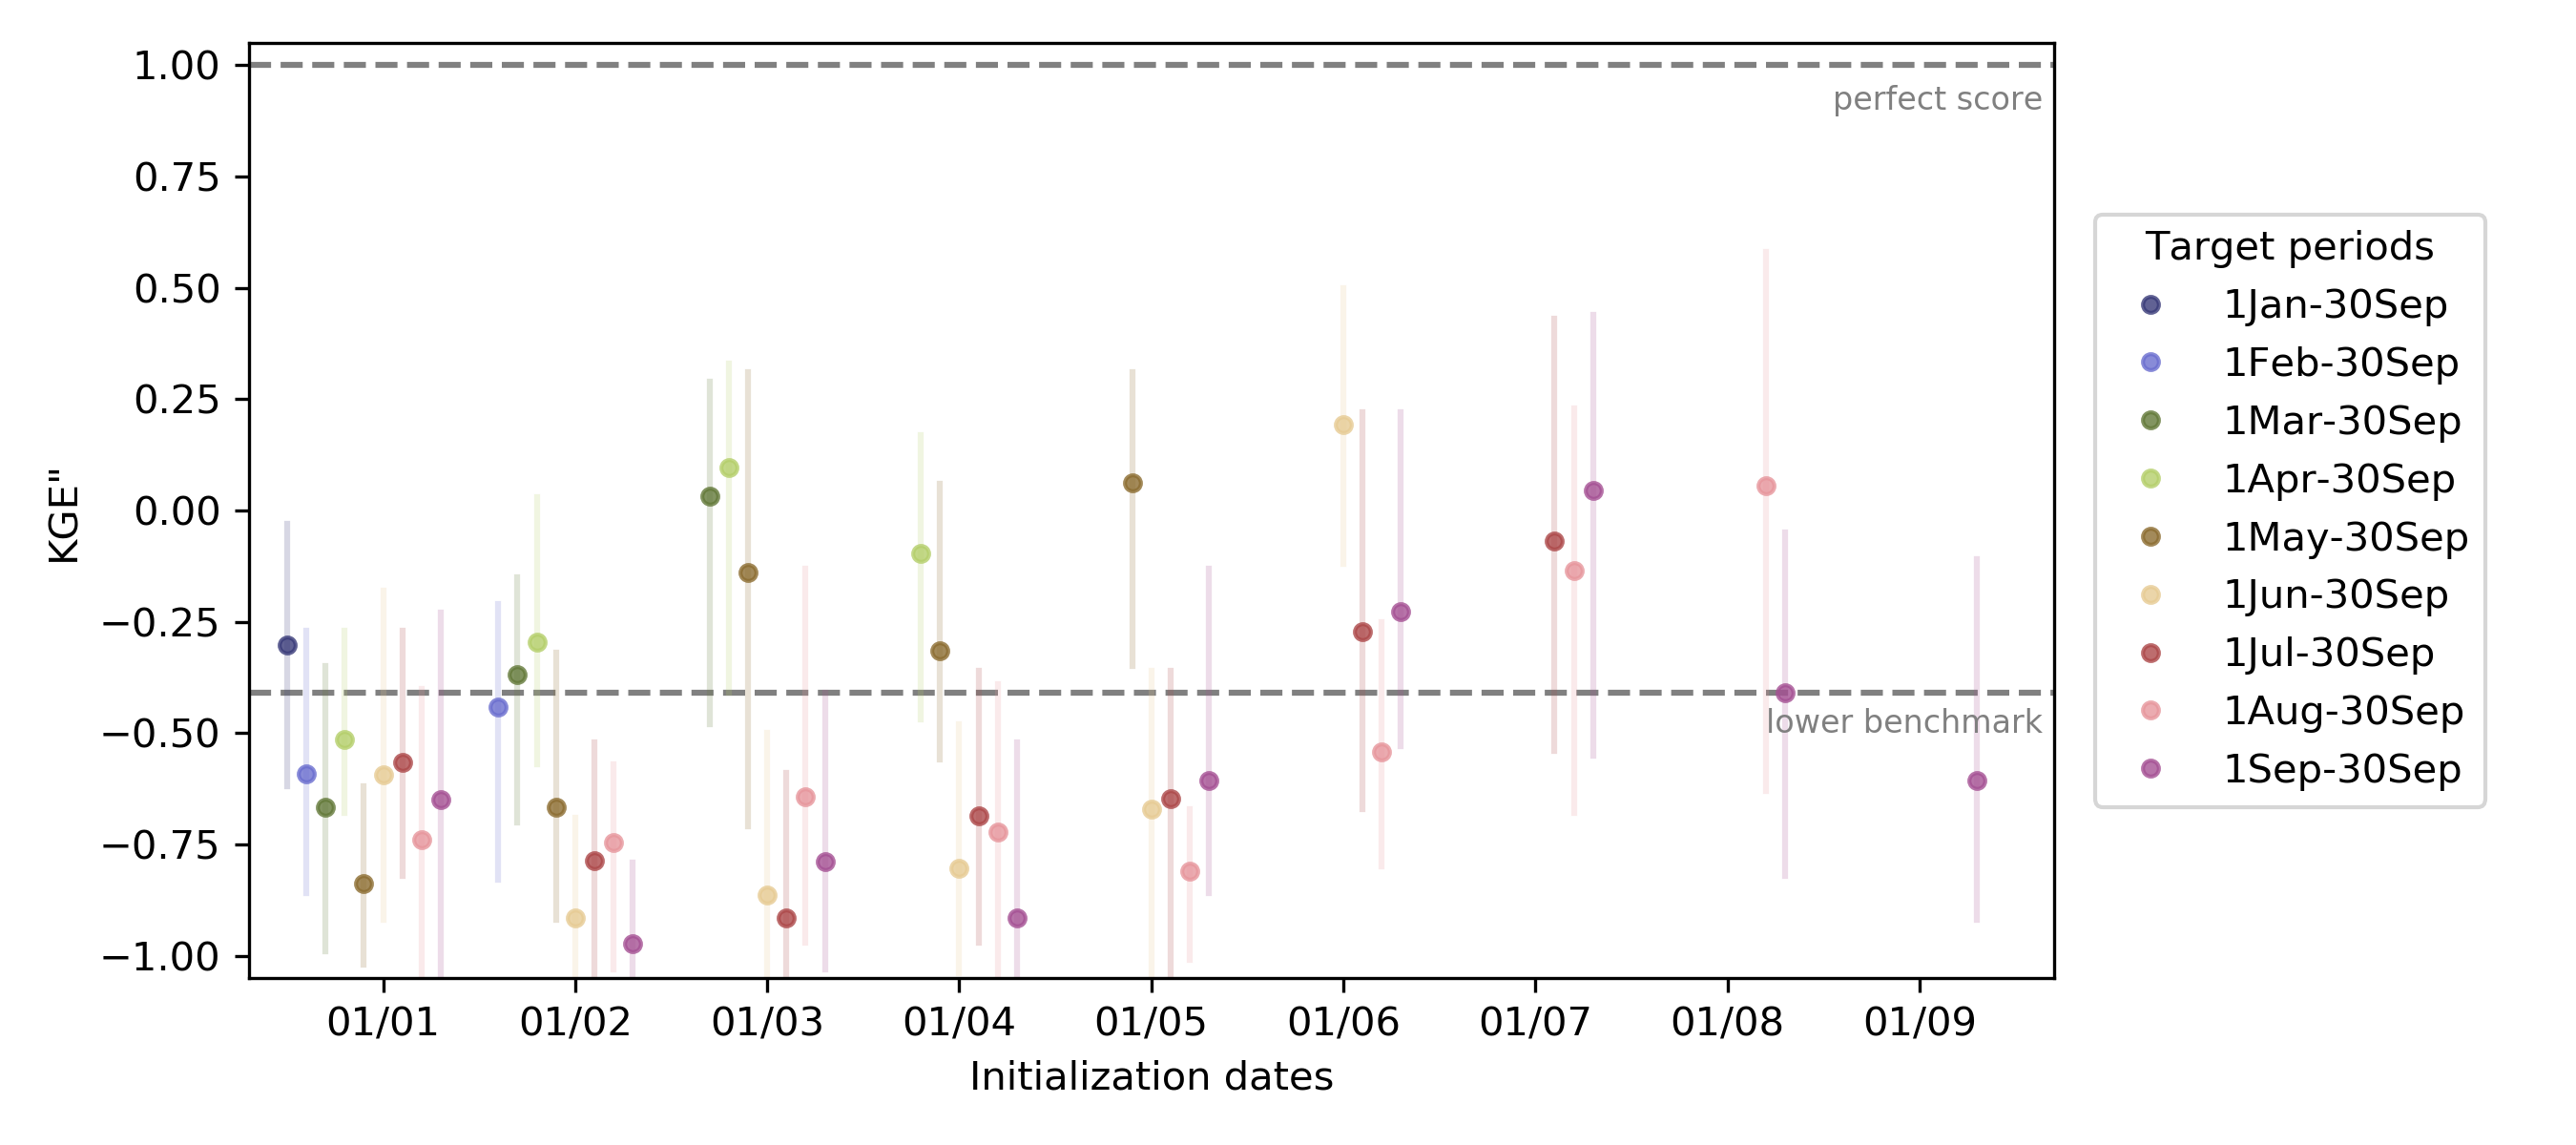 1.00
0.75
0.50
0.25
0.00
−0.25
−0.50
−0.75
−1.00
KGE"
perfect score
lower benchmark
01/01 01/02 01/03 01/04 01/05 01/06 01/07 01/08 01/09
Initialization dates
Target periods
1Jan-30Sep
1Feb-30Sep
1Mar-30Sep
1Apr-30Sep
1May-30Sep
1Jun-30Sep
1Jul-30Sep
1Aug-30Sep
1Sep-30Sep